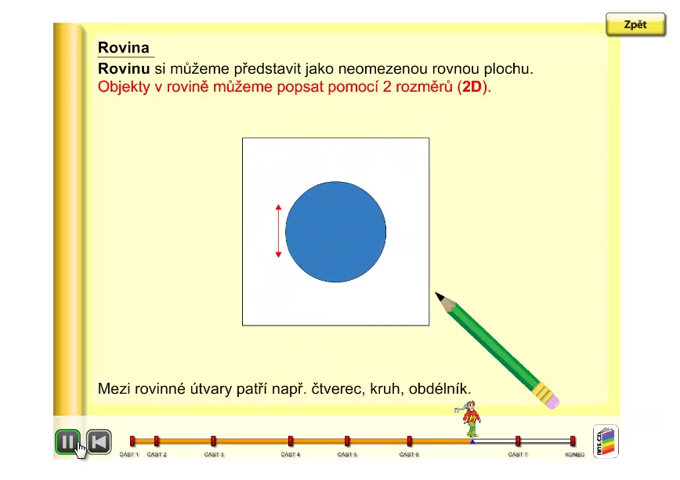 Zpět
Rovina
Rovinu si můžeme představit jako neomezenou rovnou plochu.
Objekty v rovině můžeme popsat pomocí 2 rozměrů (2D).
Mezi rovinné útvary patří např. čtverec, kruh, obdélník.
ČÁST 1 ČÁST 2 ČÁST 3 ČÁST 4 ČÁST 5 ČÁST 6 ČÁST 7 KONEC